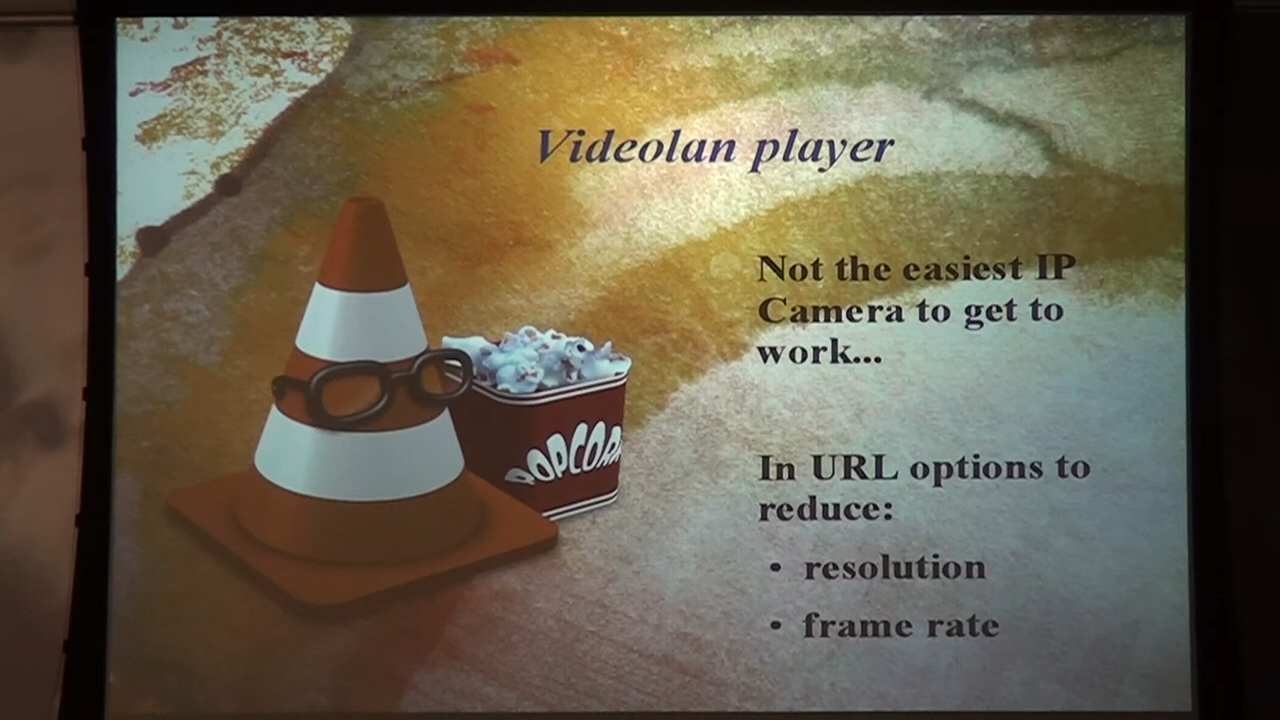 Videolan player
Not the easiest IP
Camera to get to
work...
POPCORN
In URL options to
reduce:
• resolution
• frame rate